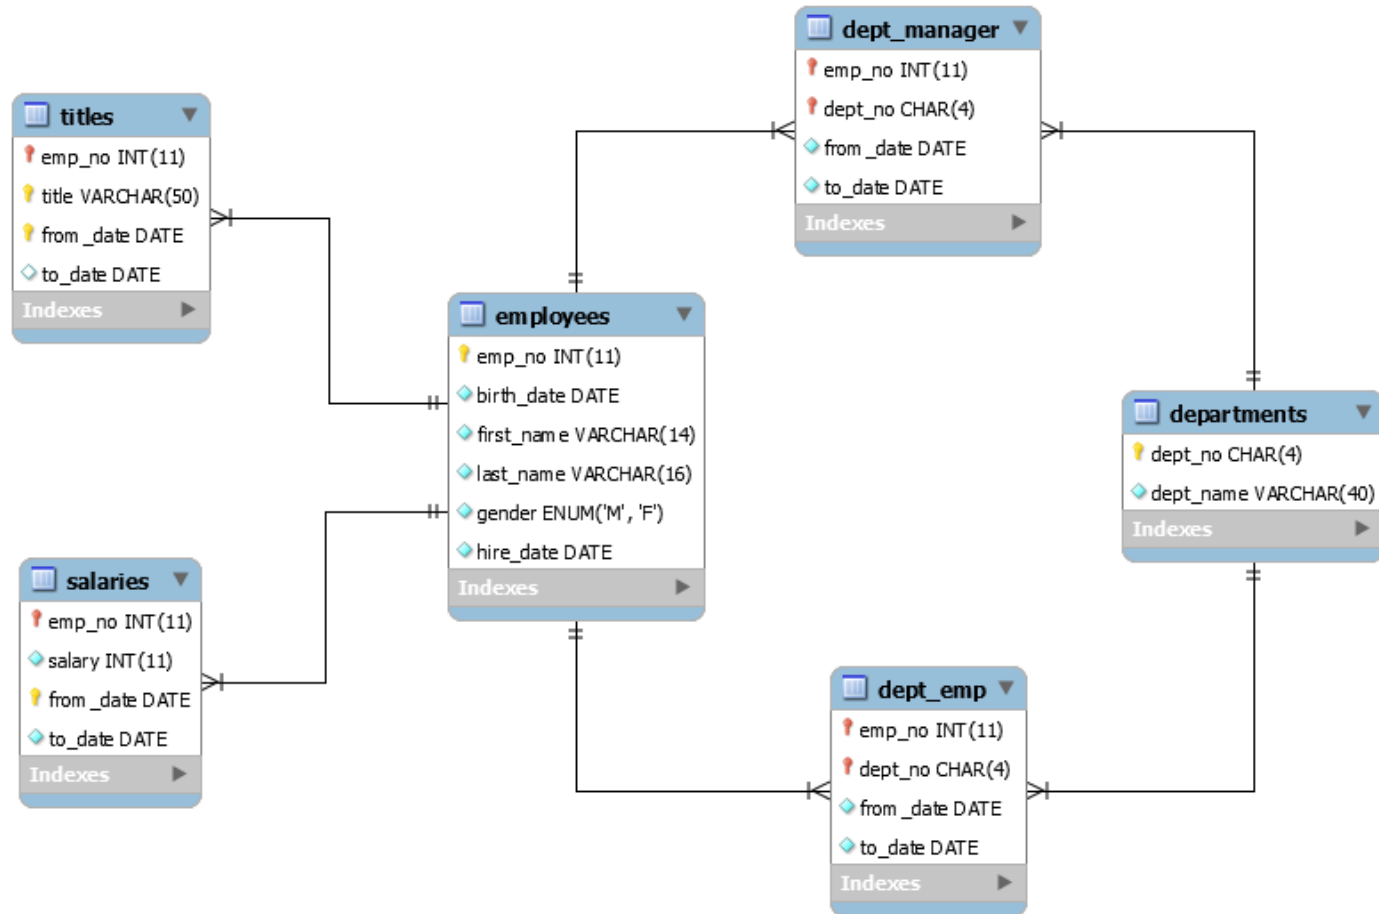 dept_manager
emp_no INT(11)
dept_no CHAR(4)
from_date DATE
to_date DATE
Indexes
titles
emp_no INT(11)
title VARCHAR(50)
from_date DATE
to_date DATE
Indexes
employees
emp_no INT(11)
birth_date DATE
first_name VARCHAR(14)
last_name VARCHAR(16)
gender ENUM('M', 'F')
hire_date DATE
Indexes
departments
dept_no CHAR(4)
dept_name VARCHAR(40)
Indexes
salaries
emp_no INT(11)
salary INT(11)
from_date DATE
to_date DATE
Indexes
dept_emp
emp_no INT(11)
dept_no CHAR(4)
from_date DATE
to_date DATE
Indexes